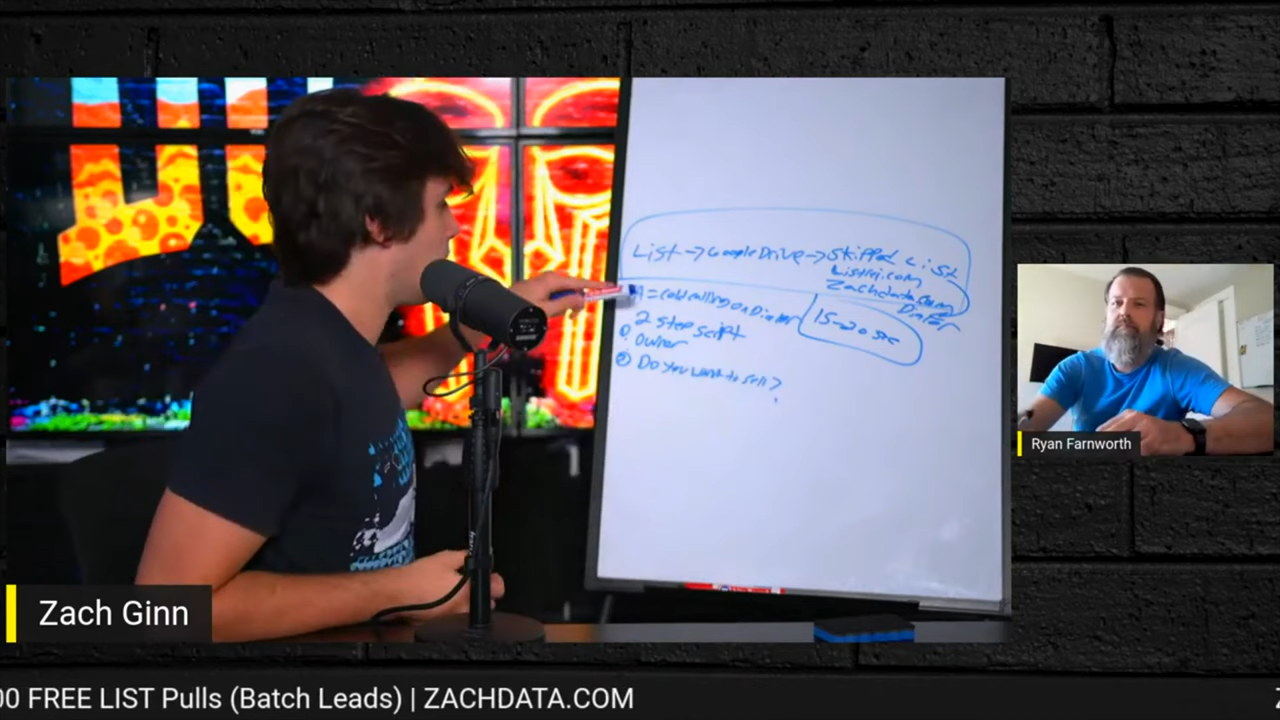 List → Google Drive → Skipped List
Listify.com
Zachdata.com
Dialer
= cold calling on Dialer
15-20 sec
2 step script
① Owner
② Do you want to sell?
Ryan Farnworth
Zach Ginn
00 FREE LIST Pulls (Batch Leads) | ZACHDATA.COM